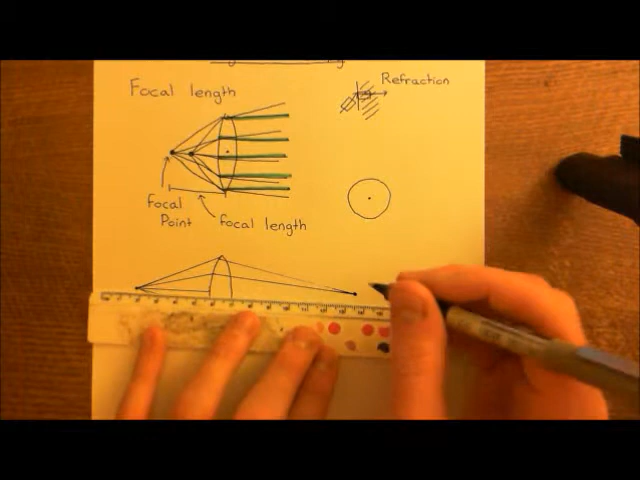 Focal length
Refraction
Focal
Point
focal length